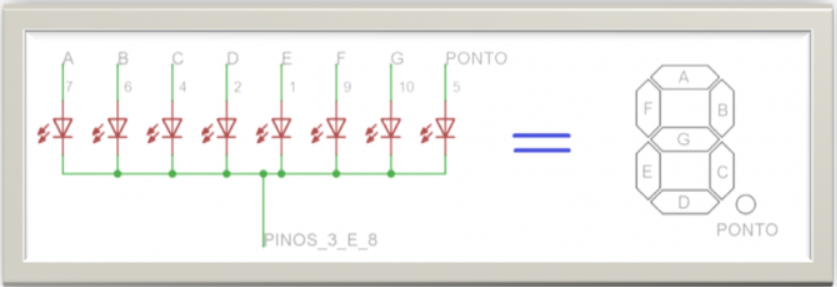 A B C D E F G PONTO
7 6 4 2 1 9 10 5
PINOS_3_E_8
A
F B
G
E C
D
PONTO